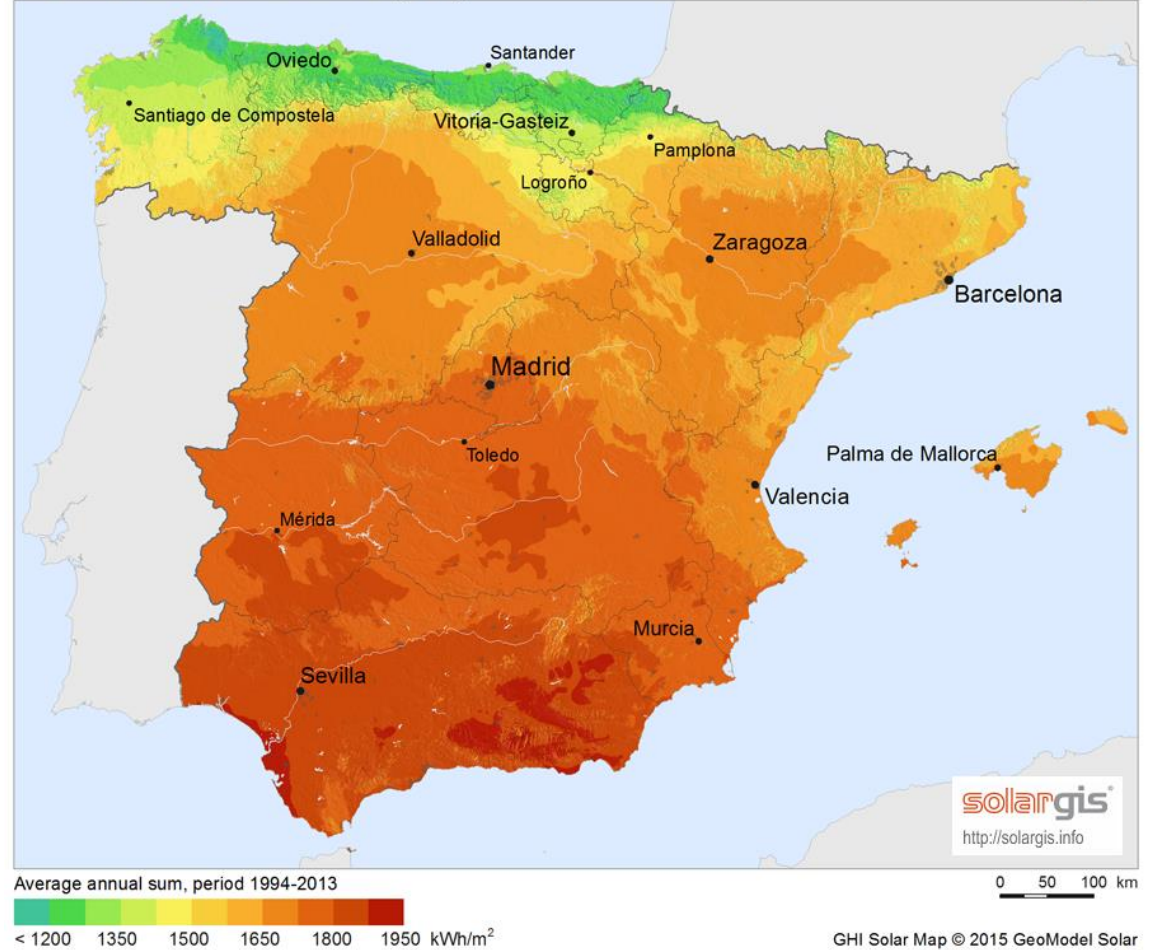 Oviedo
Santander
Santiago de Compostela
Vitoria-Gasteiz
Pamplona
Logroño
Valladolid
Zaragoza
Barcelona
Madrid
Toledo
Palma de Mallorca
Valencia
Mérida
Murcia
Sevilla
solargis
http://solargis.info
Average annual sum, period 1994-2013
0 50 100 km
< 1200 1350 1500 1650 1800 1950 kWh/m²
GHI Solar Map © 2015 GeoModel Solar